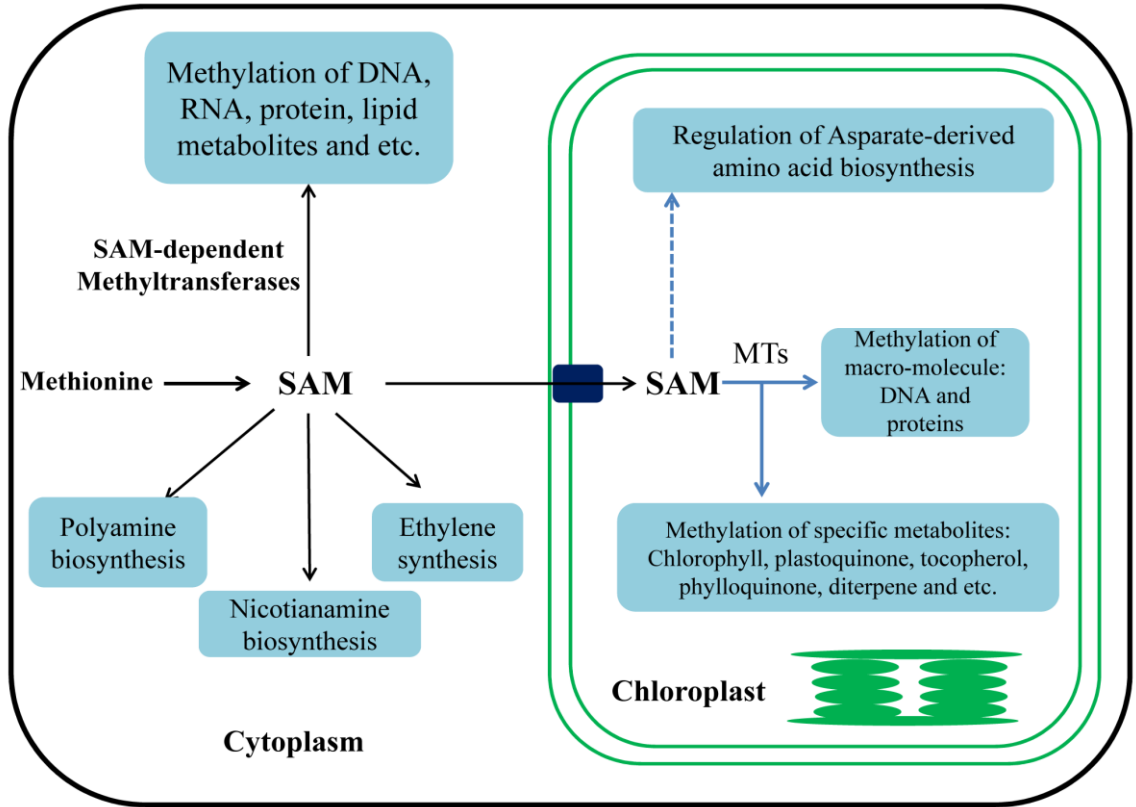 Methylation of DNA,
RNA, protein, lipid
metabolites and etc.
SAM-dependent
Methyltransferases
Methionine
SAM
Polyamine
biosynthesis
Nicotianamine
biosynthesis
Ethylene
synthesis
Cytoplasm
Regulation of Asparate-derived
amino acid biosynthesis
SAM
MTs
Methylation of
macro-molecule:
DNA and
proteins
Methylation of specific metabolites:
Chlorophyll, plastoquinone, tocopherol,
phylloquinone, diterpene and etc.
Chloroplast